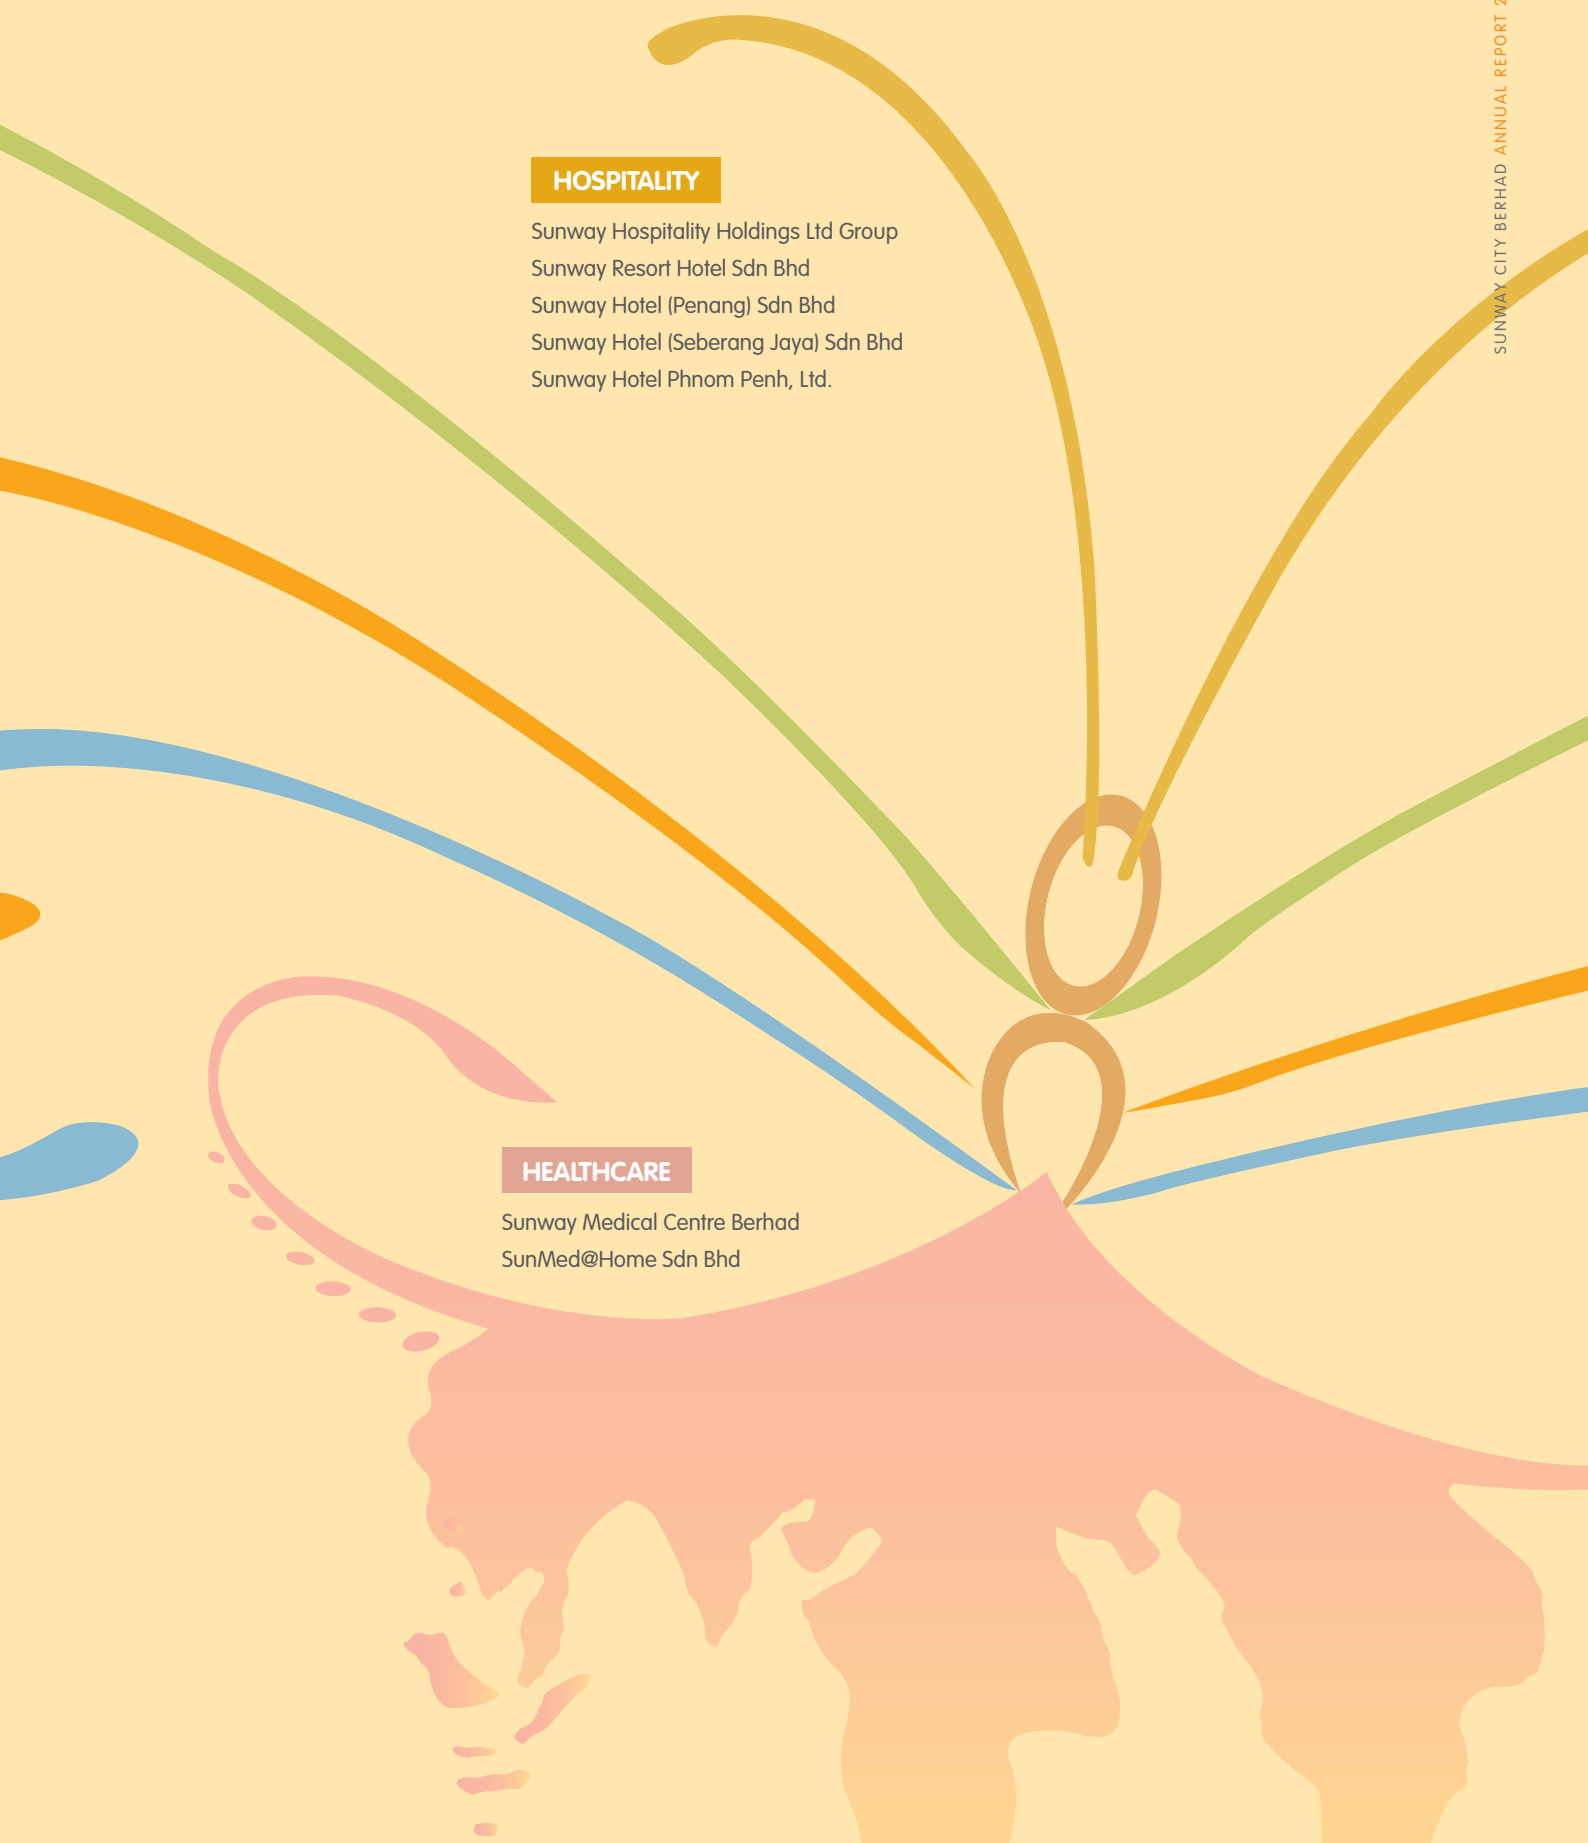 SUNWAY CITY BERHAD ANNUAL REPORT
HOSPITALITY
Sunway Hospitality Holdings Ltd Group
Sunway Resort Hotel Sdn Bhd
Sunway Hotel (Penang) Sdn Bhd
Sunway Hotel (Seberang Jaya) Sdn Bhd
Sunway Hotel Phnom Penh, Ltd.
HEALTHCARE
Sunway Medical Centre Berhad
SunMed@Home Sdn Bhd